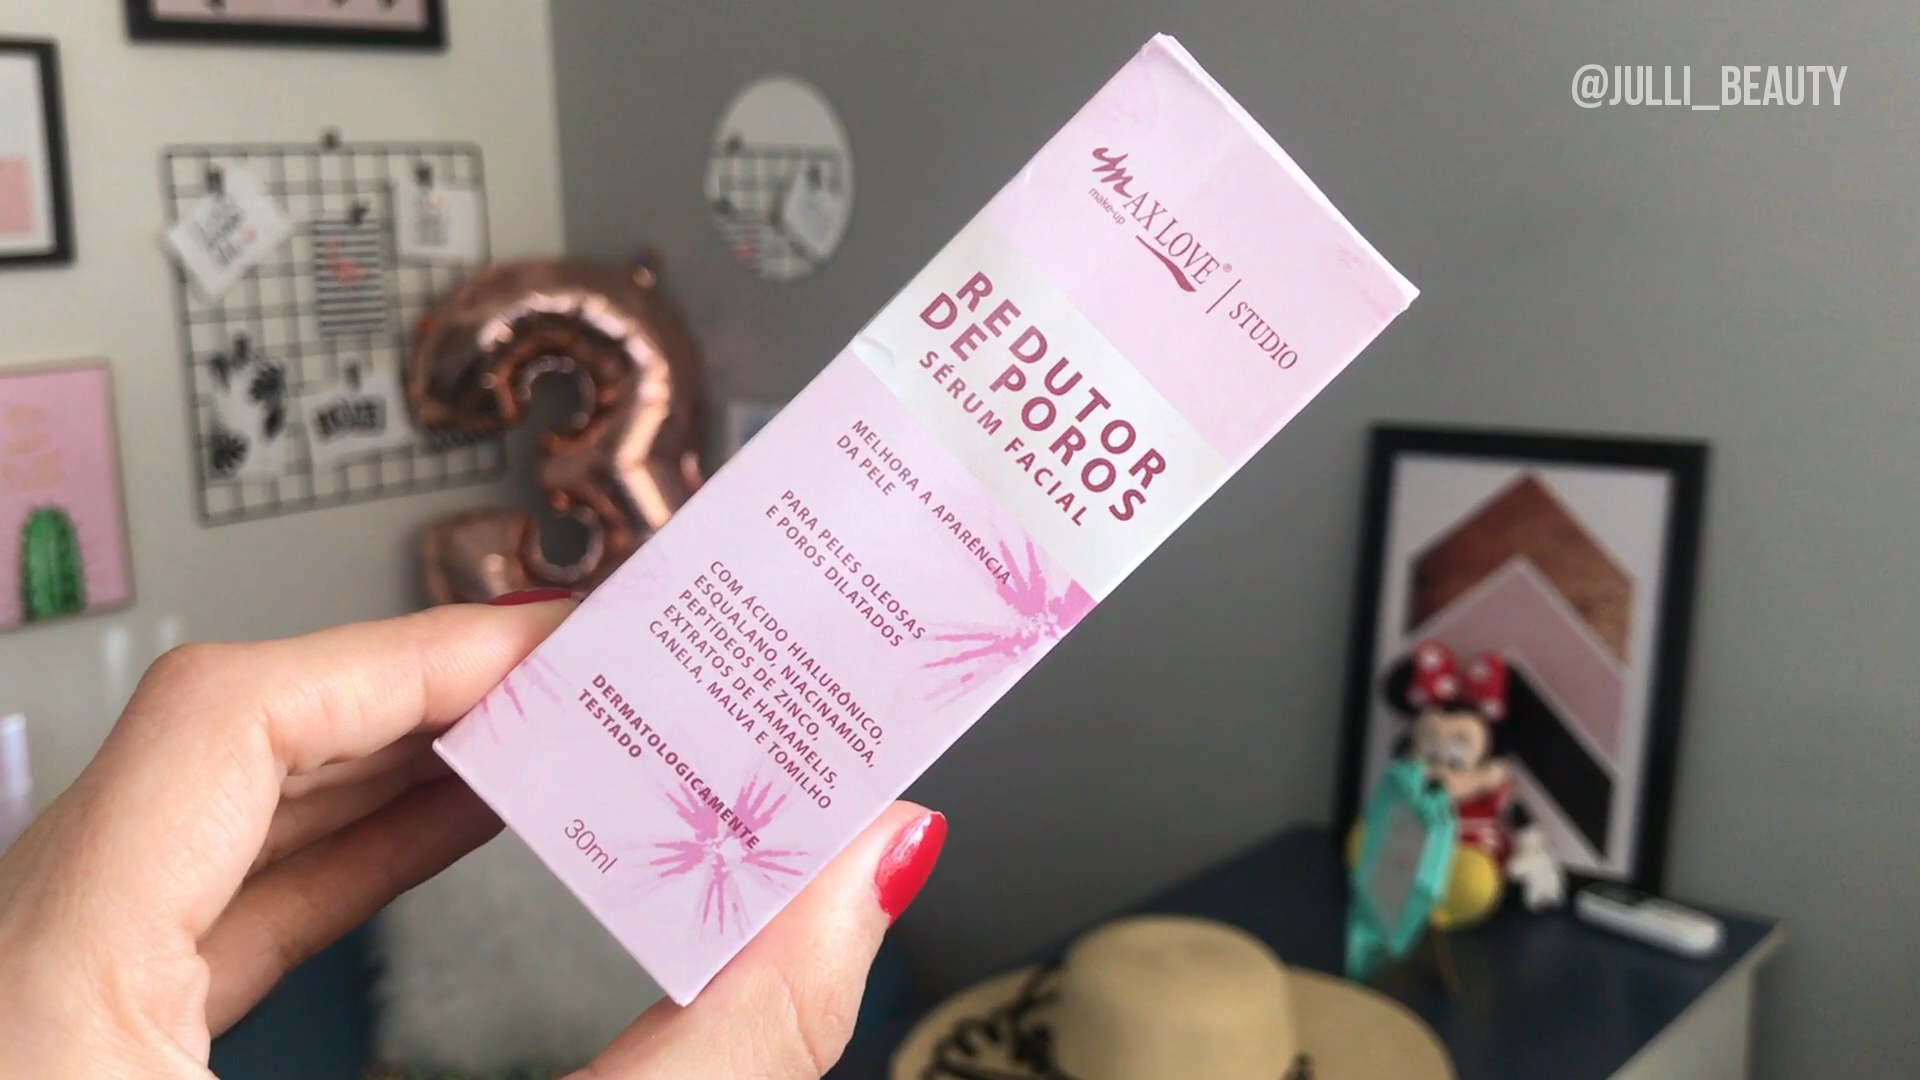 @JULLI_BEAUTY
MAX LOVE® | STUDIO
make-up
REDUTOR
DE POROS
SÉRUM FACIAL
MELHORA A APARÊNCIA
DA PELE
PARA PELES OLEOSAS
E POROS DILATADOS
COM ÁCIDO HIALURÔNICO,
ESQUALANO, NIACINAMIDA,
PEPTÍDEOS DE ZINCO,
EXTRATOS DE HAMAMELIS,
CANELA, MALVA E TOMILHO
DERMATOLOGICAMENTE
TESTADO
30ml